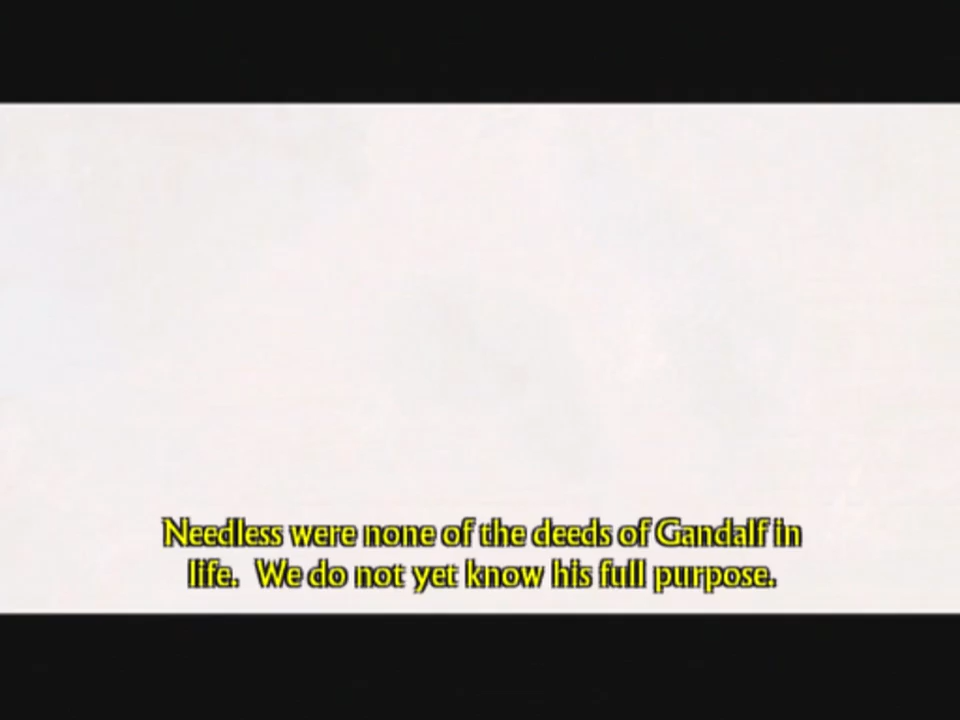 Needless were none of the deeds of Gandalf in
life.  We do not yet know his full purpose.